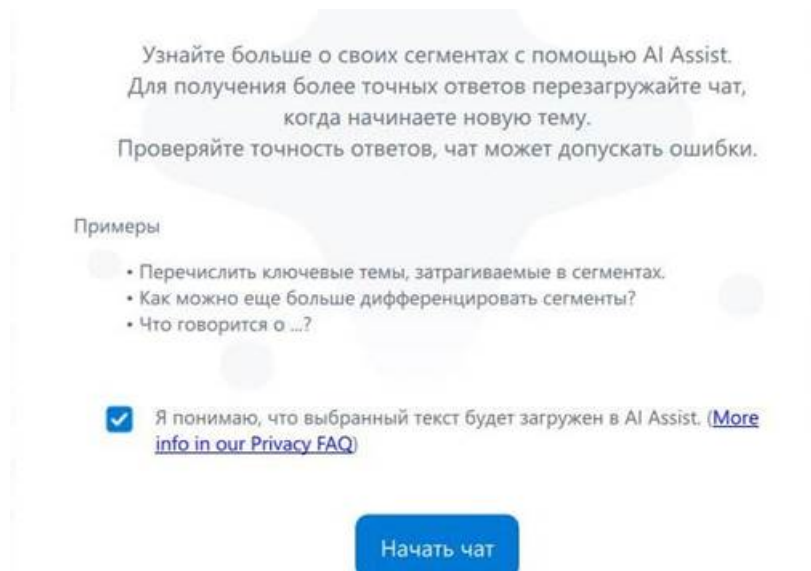 Узнайте больше о своих сегментах с помощью AI Assist.
Для получения более точных ответов перезагружайте чат,
когда начинаете новую тему.
Проверяйте точность ответов, чат может допускать ошибки.
Примеры
• Перечислить ключевые темы, затрагиваемые в сегментах.
• Как можно еще больше дифференцировать сегменты?
• Что говорится о ...?
Я понимаю, что выбранный текст будет загружен в AI Assist. (More
info in our Privacy FAQ)
Начать чат